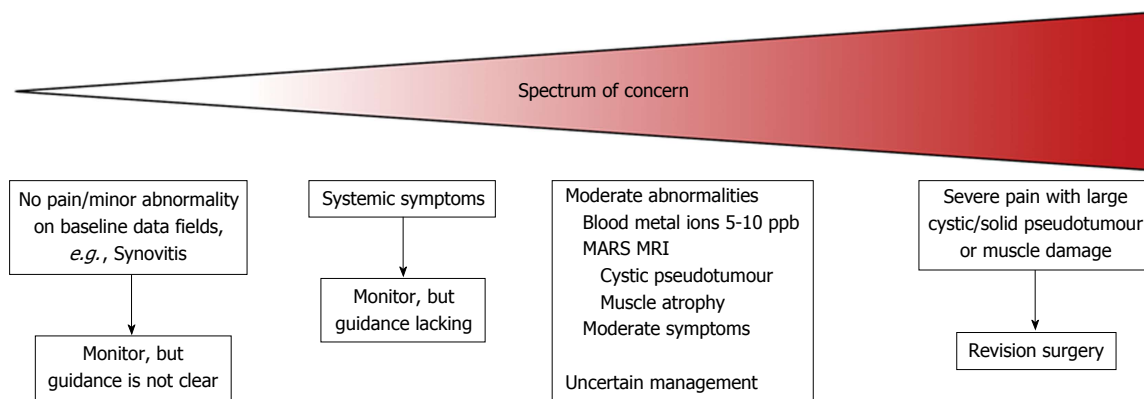 Spectrum of concern
No pain/minor abnormality
on baseline data fields,
e.g., Synovitis
Monitor, but
guidance is not clear
Systemic symptoms
Monitor, but
guidance lacking
Moderate abnormalities
Blood metal ions 5-10 ppb
MARS MRI
Cystic pseudotumour
Muscle atrophy
Moderate symptoms
Uncertain management
Severe pain with large
cystic/solid pseudotumour
or muscle damage
Revision surgery